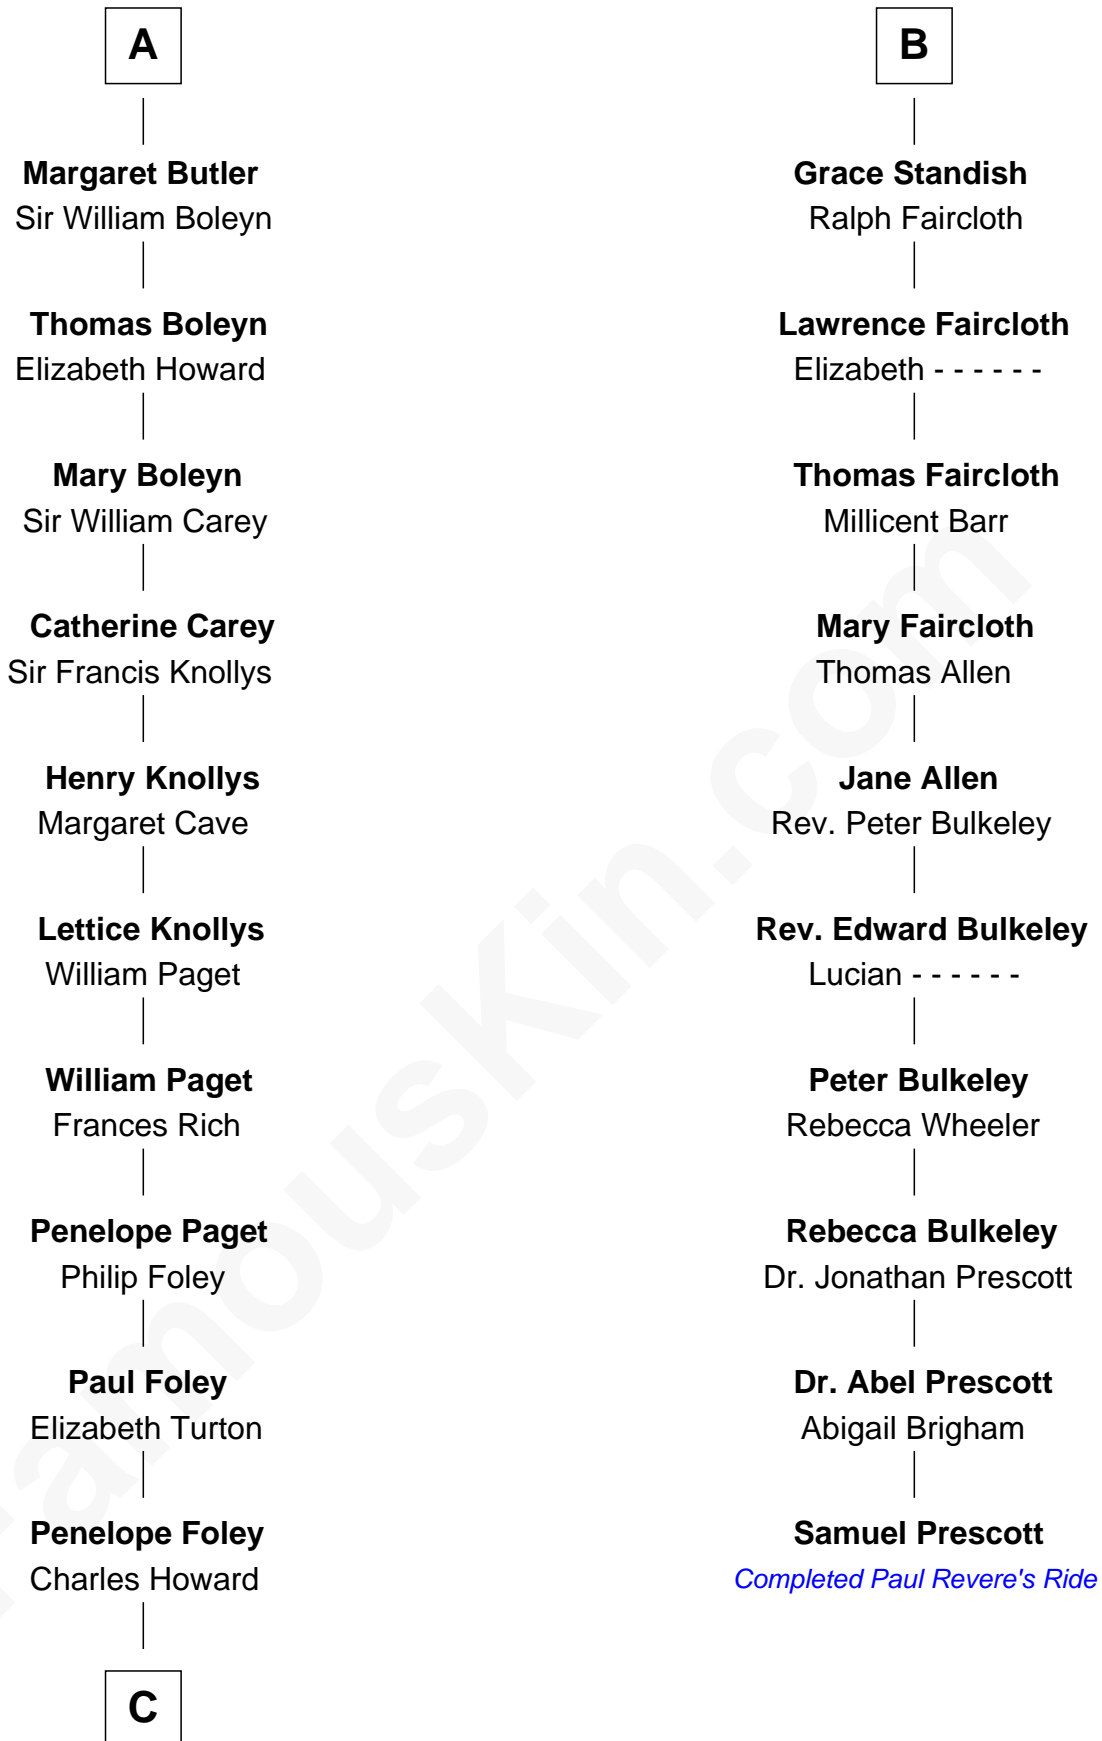 A
Margaret Butler
Sir William Boleyn
Thomas Boleyn
Elizabeth Howard
Mary Boleyn
Sir William Carey
Catherine Carey
Sir Francis Knollys
Henry Knollys
Margaret Cave
Lettice Knollys
William Paget
William Paget
Frances Rich
Penelope Paget
Philip Foley
Paul Foley
Elizabeth Turton
Penelope Foley
Charles Howard
C
B
Grace Standish
Ralph Faircloth
Lawrence Faircloth
Elizabeth - - - - - -
Thomas Faircloth
Millicent Barr
Mary Faircloth
Thomas Allen
Jane Allen
Rev. Peter Bulkeley
Rev. Edward Bulkeley
Lucian - - - - - -
Peter Bulkeley
Rebecca Wheeler
Rebecca Bulkeley
Dr. Jonathan Prescott
Dr. Abel Prescott
Abigail Brigham
Samuel Prescott
Completed Paul Revere's Ride
FamousKin.com